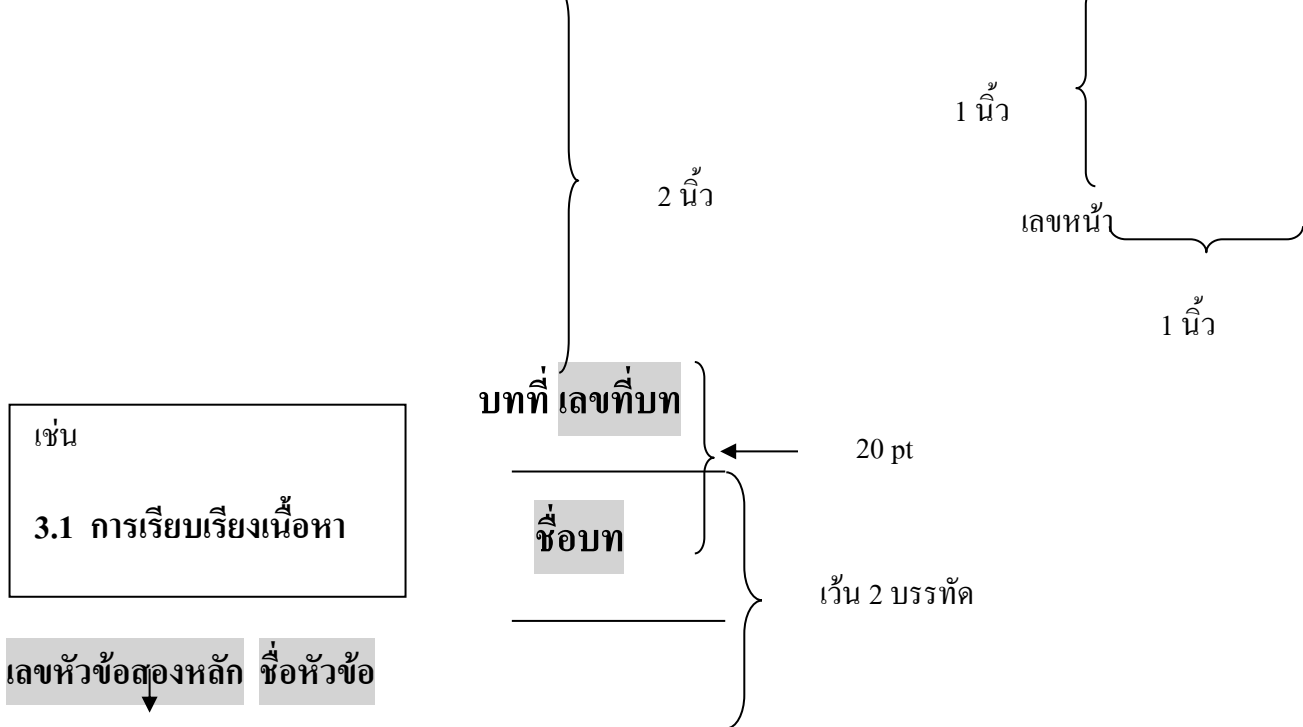 1 นิ้ว
2 นิ้ว
เลขหน้า
1 นิ้ว
บทที่ เลขที่บท
เช่น
20 pt
3.1 การเรียบเรียงเนื้อหา
ชื่อบท
เว้น 2 บรรทัด
เลขหัวข้อสองหลัก ชื่อหัวข้อ